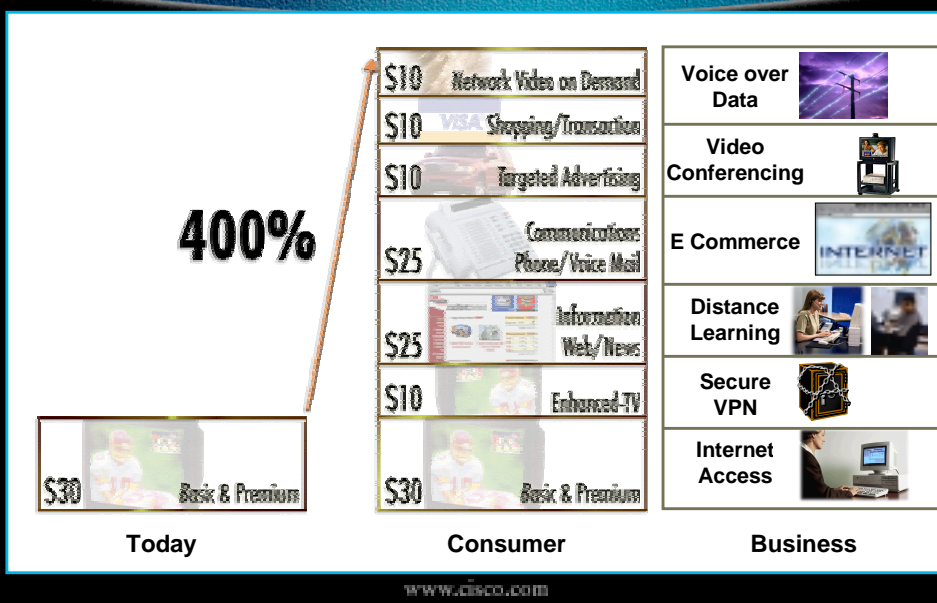 400%
$30 Basic & Premium
Today
$10 Network Video on Demand
VISA
$10 Shopping/Transaction
$10 Targeted Advertising
Communications
$25 Phone/Voice Mail
Information
$25 Web/News
$10 Enhanced-TV
$30 Basic & Premium
Consumer
Voice over
Data
Video
Conferencing
E Commerce
INTERNET
Distance
Learning
Secure
VPN
Internet
Access
Business
www.cisco.com